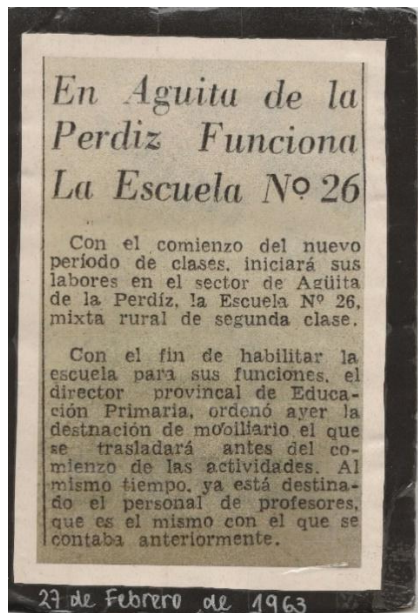 En Aguita de la
Perdiz Funciona
La Escuela Nº 26
Con el comienzo del nuevo
período de clases, iniciará sus
labores en el sector de Agüita
de la Perdíz, la Escuela Nº 26,
mixta rural de segunda clase.
Con el fin de habilitar la
escuela para sus funciones, el
director provincal de Educa-
ción Primaria, ordenó ayer la
destnación de mobiliario el que
se trasladará antes del co-
mienzo de las actividades. Al
mismo tiempo, ya está destina-
do el personal de profesores,
que es el mismo con el que se
contaba anteriormente.
27 de Febrero de 1963